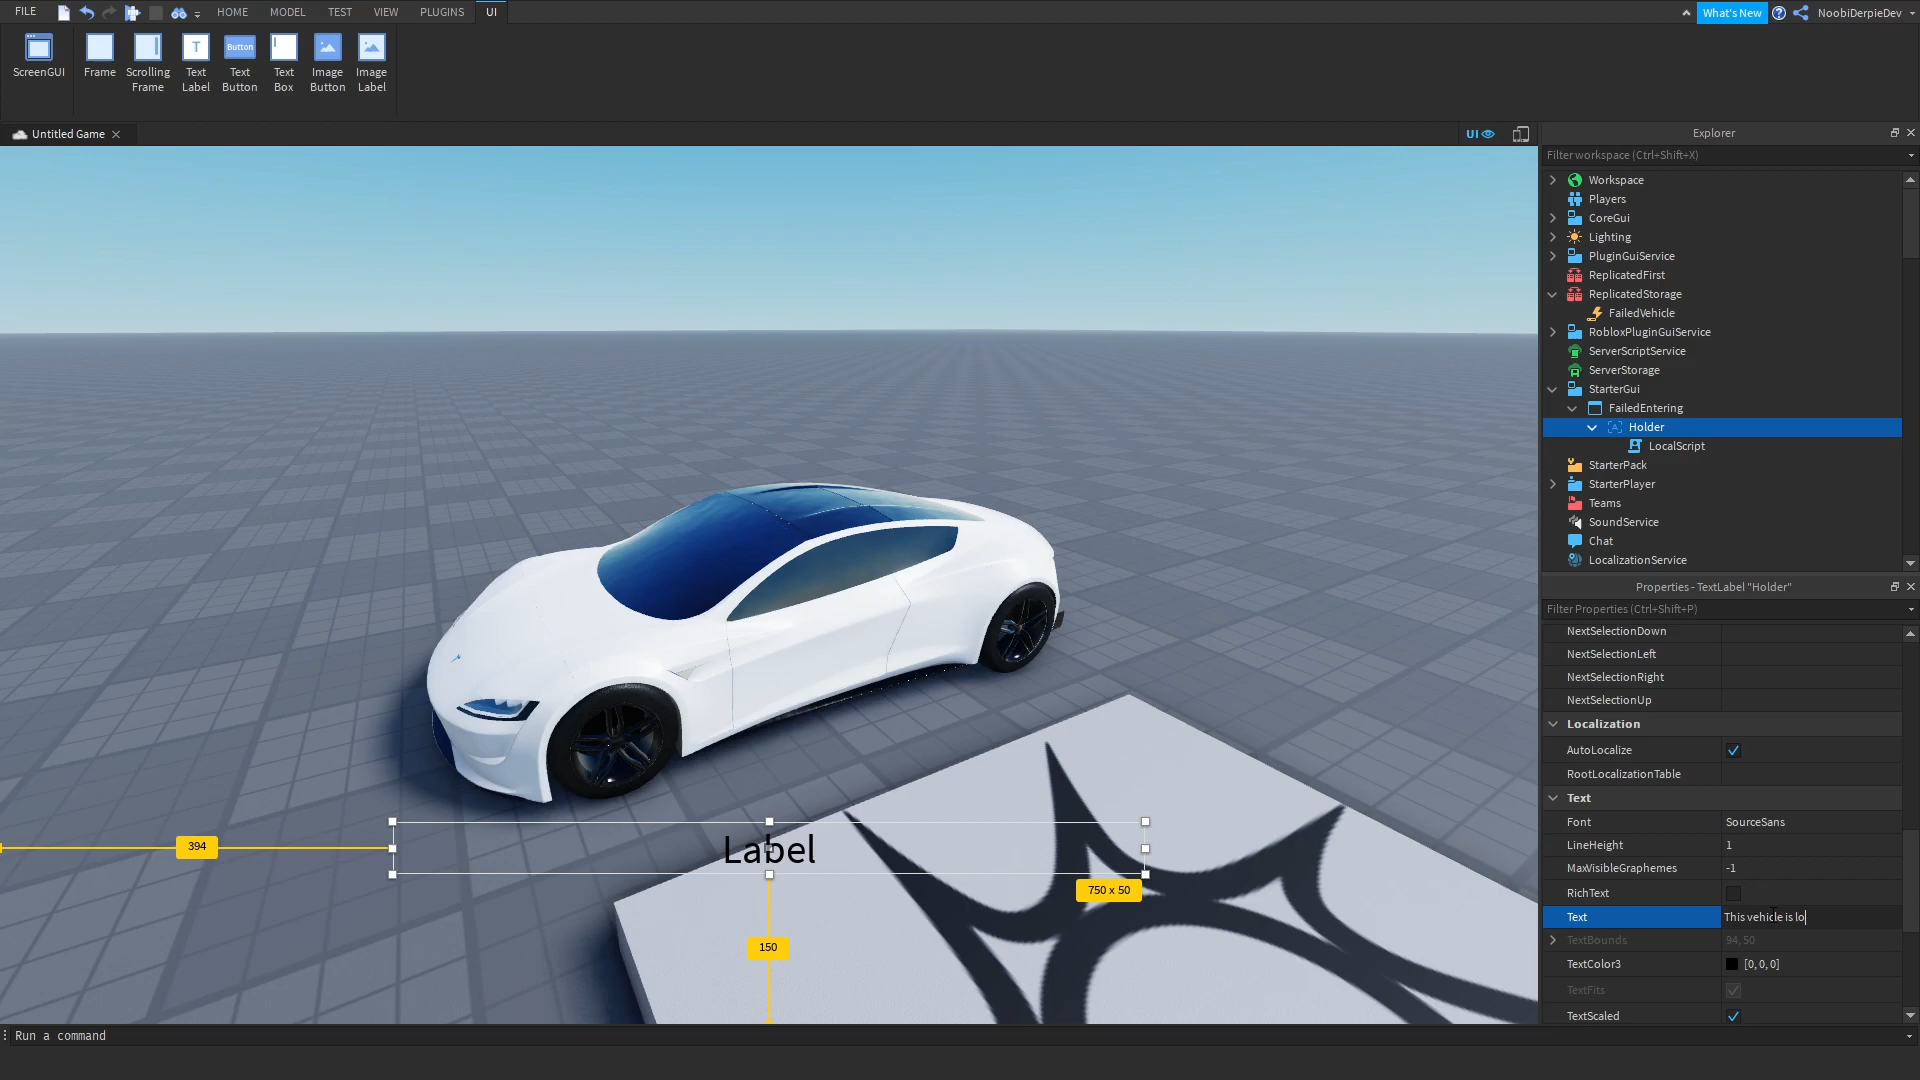 FILE HOME MODEL TEST VIEW PLUGINS UI What's New NoobiDerpieDev
ScreenGUI
Frame
Scrolling
Frame
Text
Label
Button
Text
Button
Text
Box
Image
Button
Image
Label
T
Untitled Game UI
Explorer
Filter workspace (Ctrl+Shift+X)
Workspace
Players
CoreGui
Lighting
PluginGuiService
ReplicatedFirst
ReplicatedStorage
FailedVehicle
RobloxPluginGuiService
ServerScriptService
ServerStorage
StarterGui
FailedEntering
Holder
LocalScript
StarterPack
StarterPlayer
Teams
SoundService
Chat
LocalizationService
Properties - TextLabel "Holder"
Filter Properties (Ctrl+Shift+P)
NextSelectionDown
NextSelectionLeft
NextSelectionRight
NextSelectionUp
Localization
AutoLocalize
RootLocalizationTable
Text
Font SourceSans
LineHeight 1
MaxVisibleGraphemes -1
RichText
Text This vehicle is lo
TextBounds 94, 50
TextColor3 [0, 0, 0]
TextFits
TextScaled
394
Label
750 x 50
150
Run a command